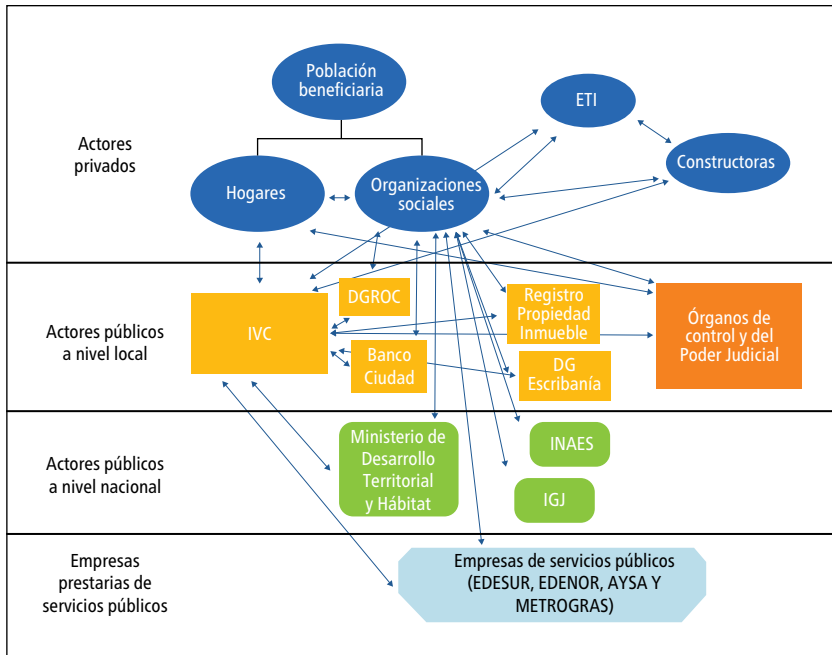 Población
beneficiaria
ETI
Actores
privados
Constructoras
Hogares
Organizaciones
sociales
Actores públicos
a nivel local
IVC
DGROC
Banco
Ciudad
Registro
Propiedad
Inmueble
DG
Escribanía
Órganos de
control y del
Poder Judicial
Actores públicos
a nivel nacional
Ministerio de
Desarrollo
Territorial
y Hábitat
INAES
IGJ
Empresas
prestarias de
servicios públicos
Empresas de servicios públicos
(EDESUR, EDENOR, AYSA Y
METROGRAS)